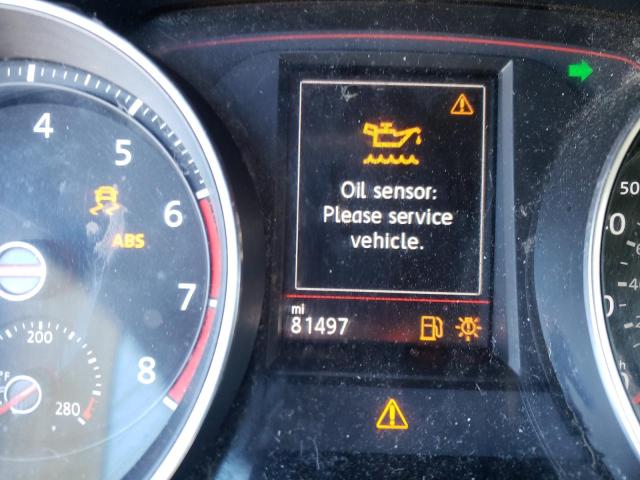 4
5
6
7
8
ABS
200
280
Oil sensor:
Please service
vehicle.
mi
81497